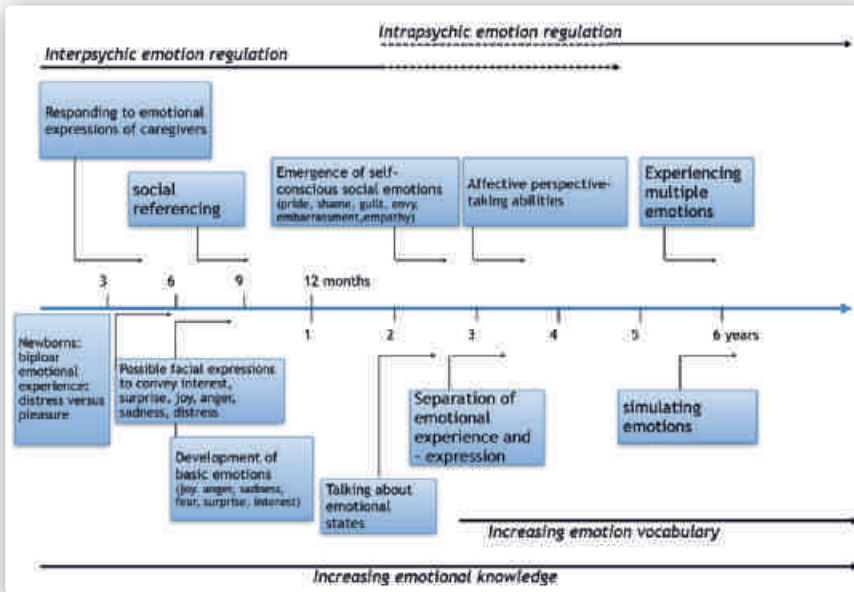 Intrapsychic emotion regulation
Interpsychic emotion regulation
Responding to emotional
expressions of caregivers
social
referencing
Emergence of self-
conscious social emotions
(pride, shame, guilt, envy,
embarrassment,empathy)
Affective perspective-
taking abilities
Experiencing
multiple
emotions
3
6
9
12 months
1
2
3
4
5
6 years
Newborns:
biploar
emotional
experience:
distress versus
pleasure
Possible facial expressions
to convey interest,
surprise, joy, anger,
sadness, distress
Development of
basic emotions
(joy, anger, sadness,
fear, surprise, interest)
Talking about
emotional
states
Separation of
emotional
experience and
- expression
simulating
emotions
Increasing emotion vocabulary
Increasing emotional knowledge